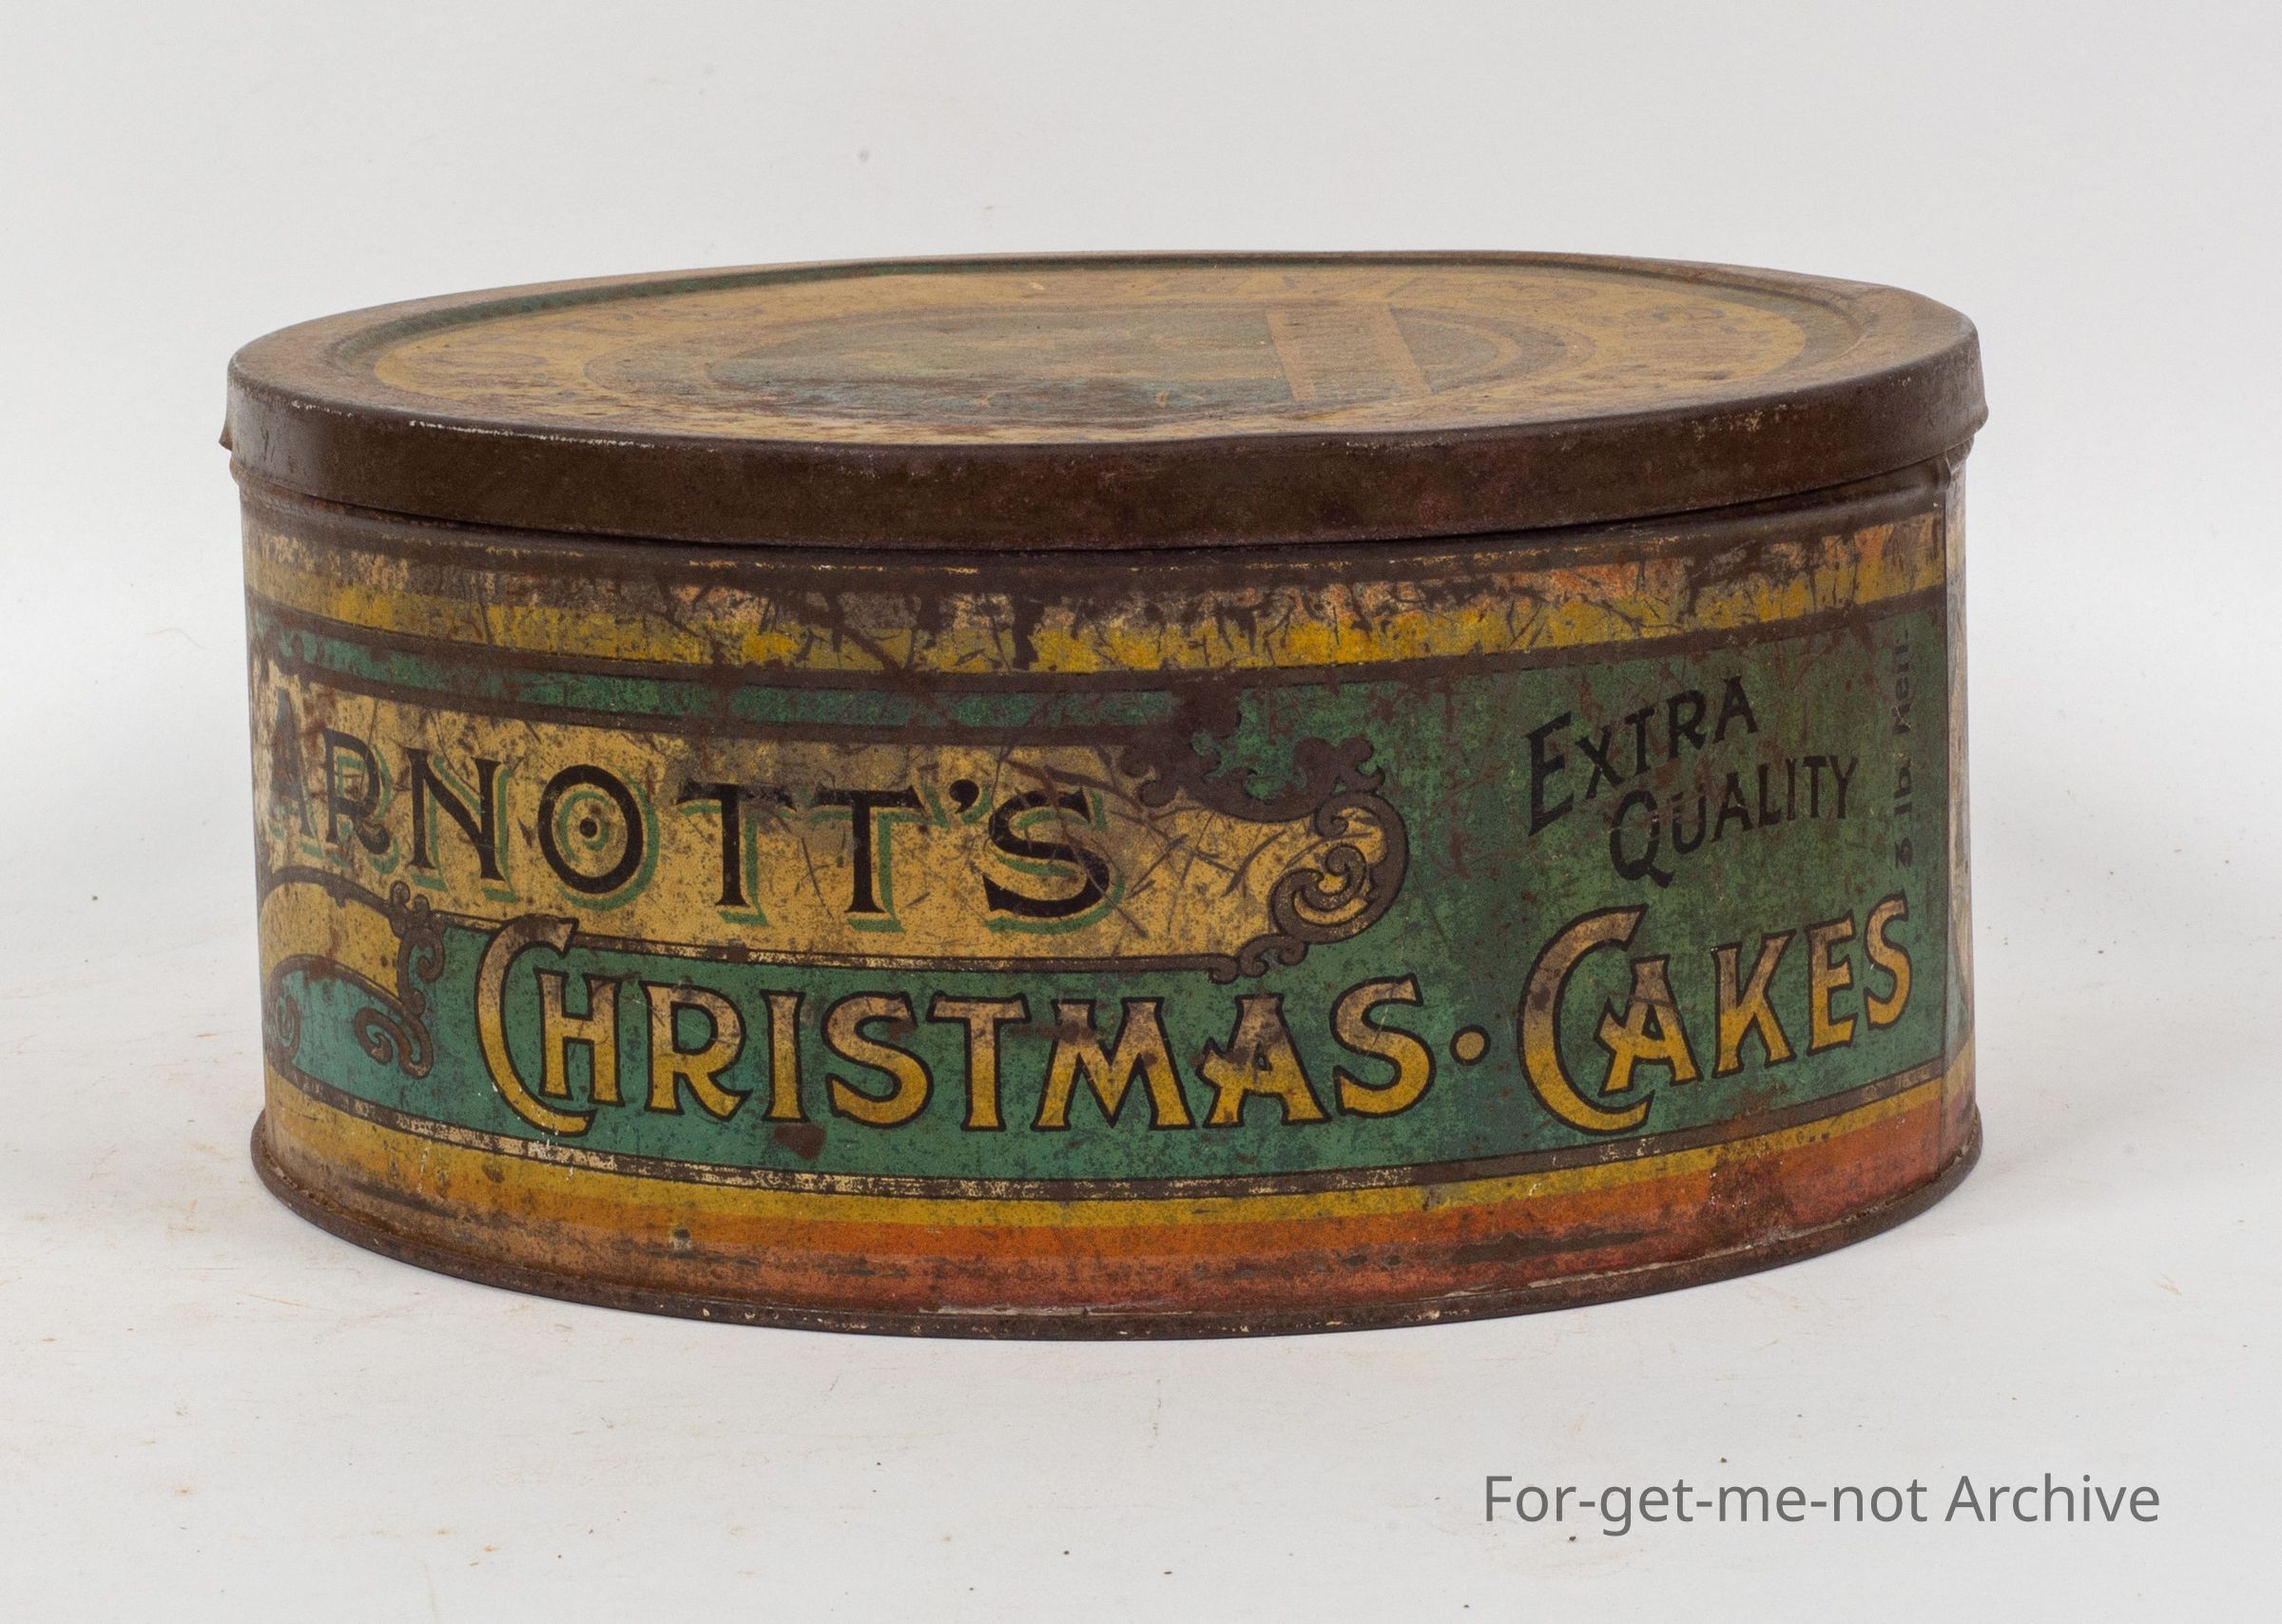 ARNOTT'S
EXTRA
QUALITY
CHRISTMAS·CAKES
For-get-me-not Archive